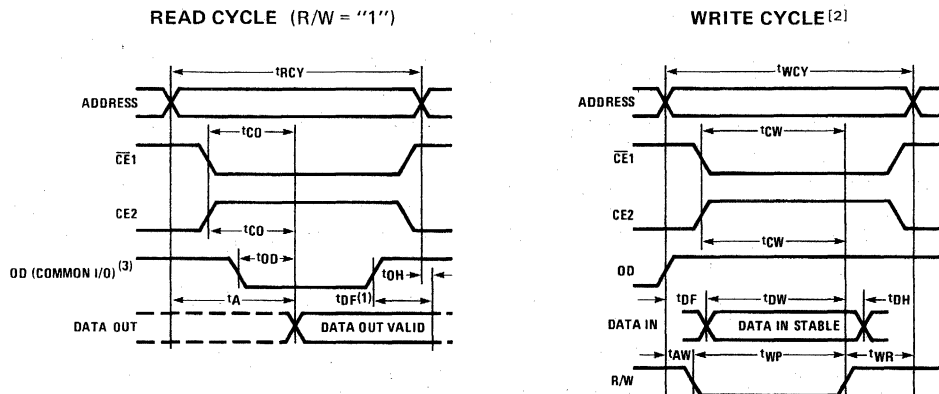 READ CYCLE (R/W = "1")
tRCY
ADDRESS
tCO
CE1
CE2
tCO
tOD
OD (COMMON I/O) (3)
tOH
tA
tDF(1)
DATA OUT
DATA OUT VALID
WRITE CYCLE[2]
tWCY
ADDRESS
tCW
CE1
CE2
tCW
OD
tDF
tDW
tDH
DATA IN
DATA IN STABLE
tAW
tWP
tWR
R/W